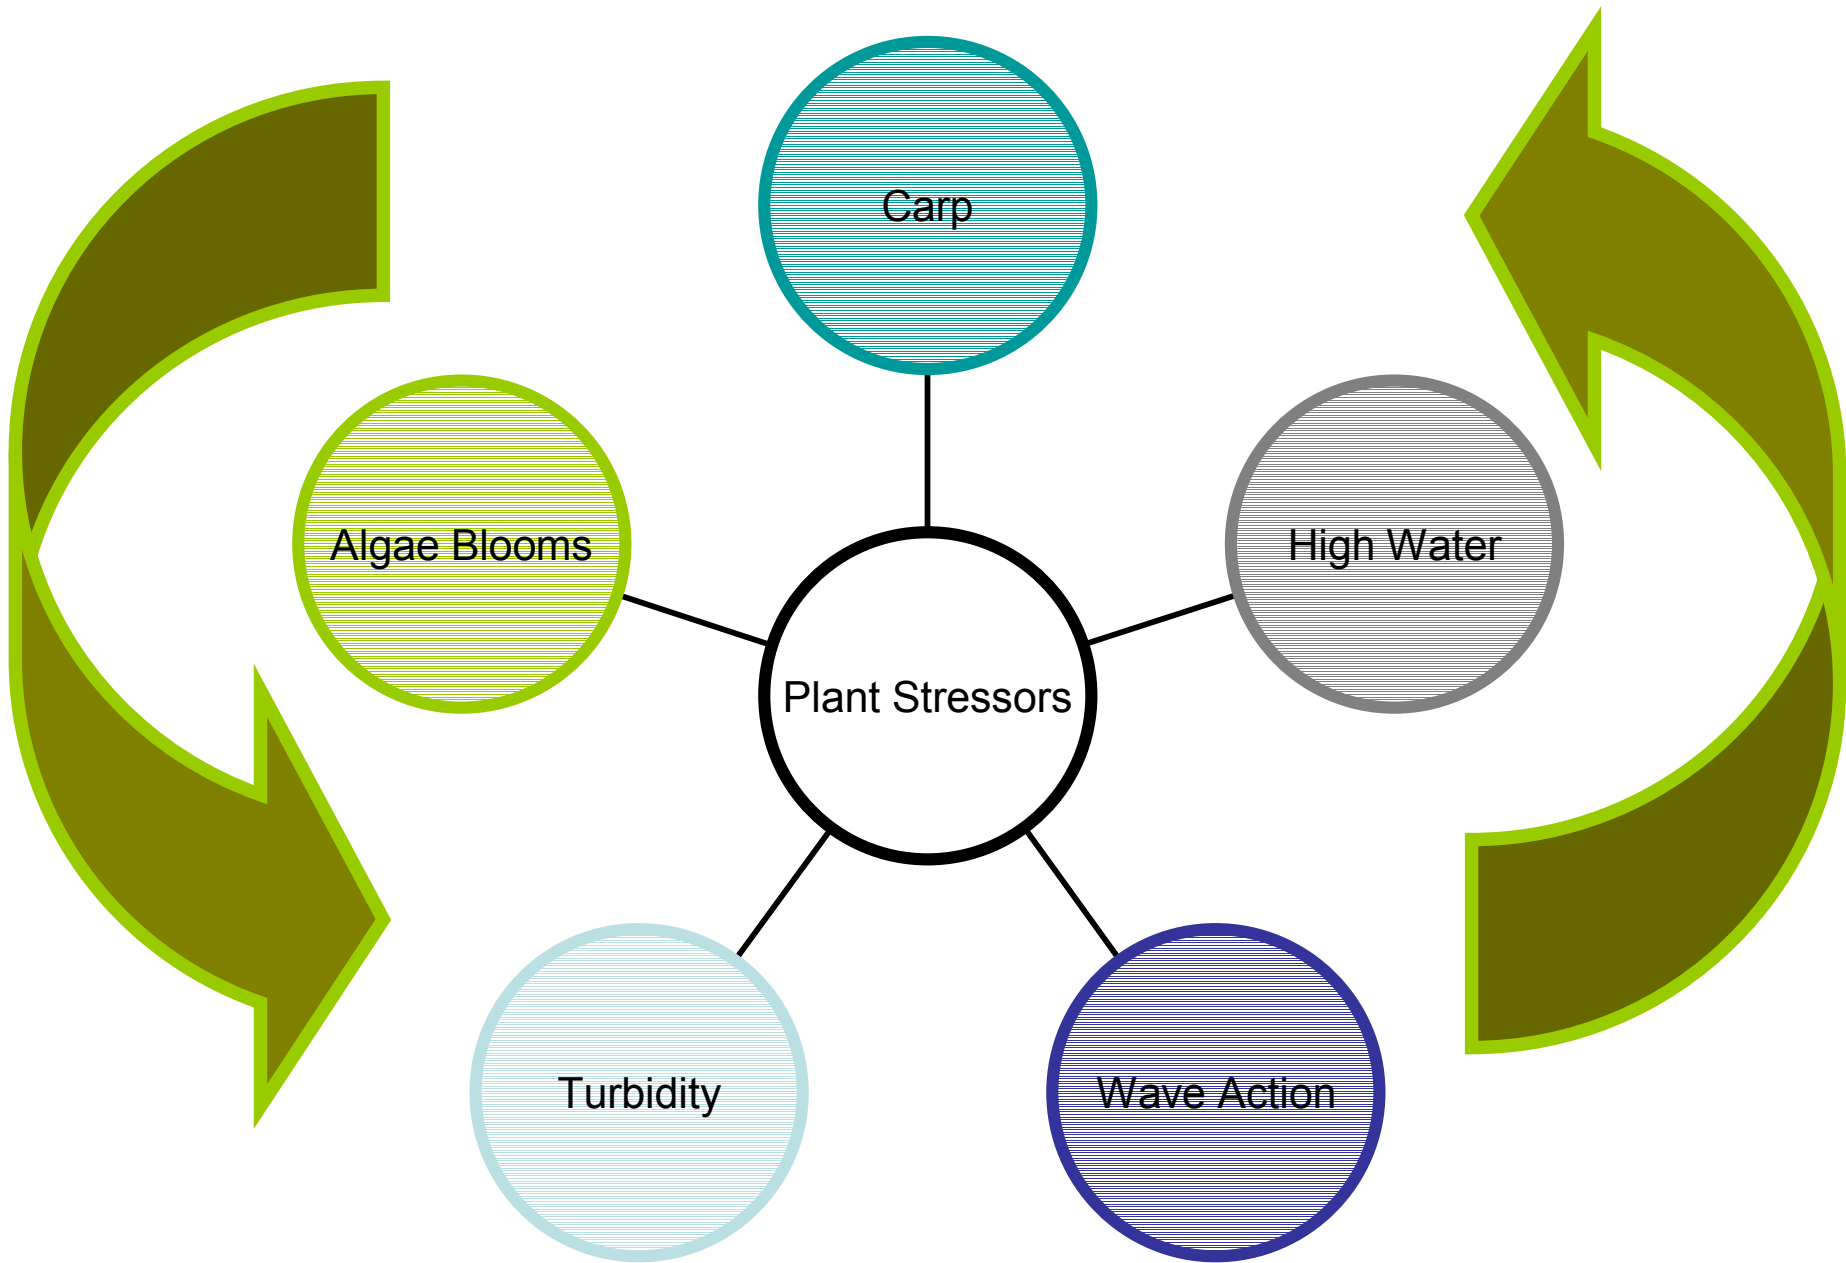 Carp
Algae Blooms
High Water
Plant Stressors
Turbidity
Wave Action